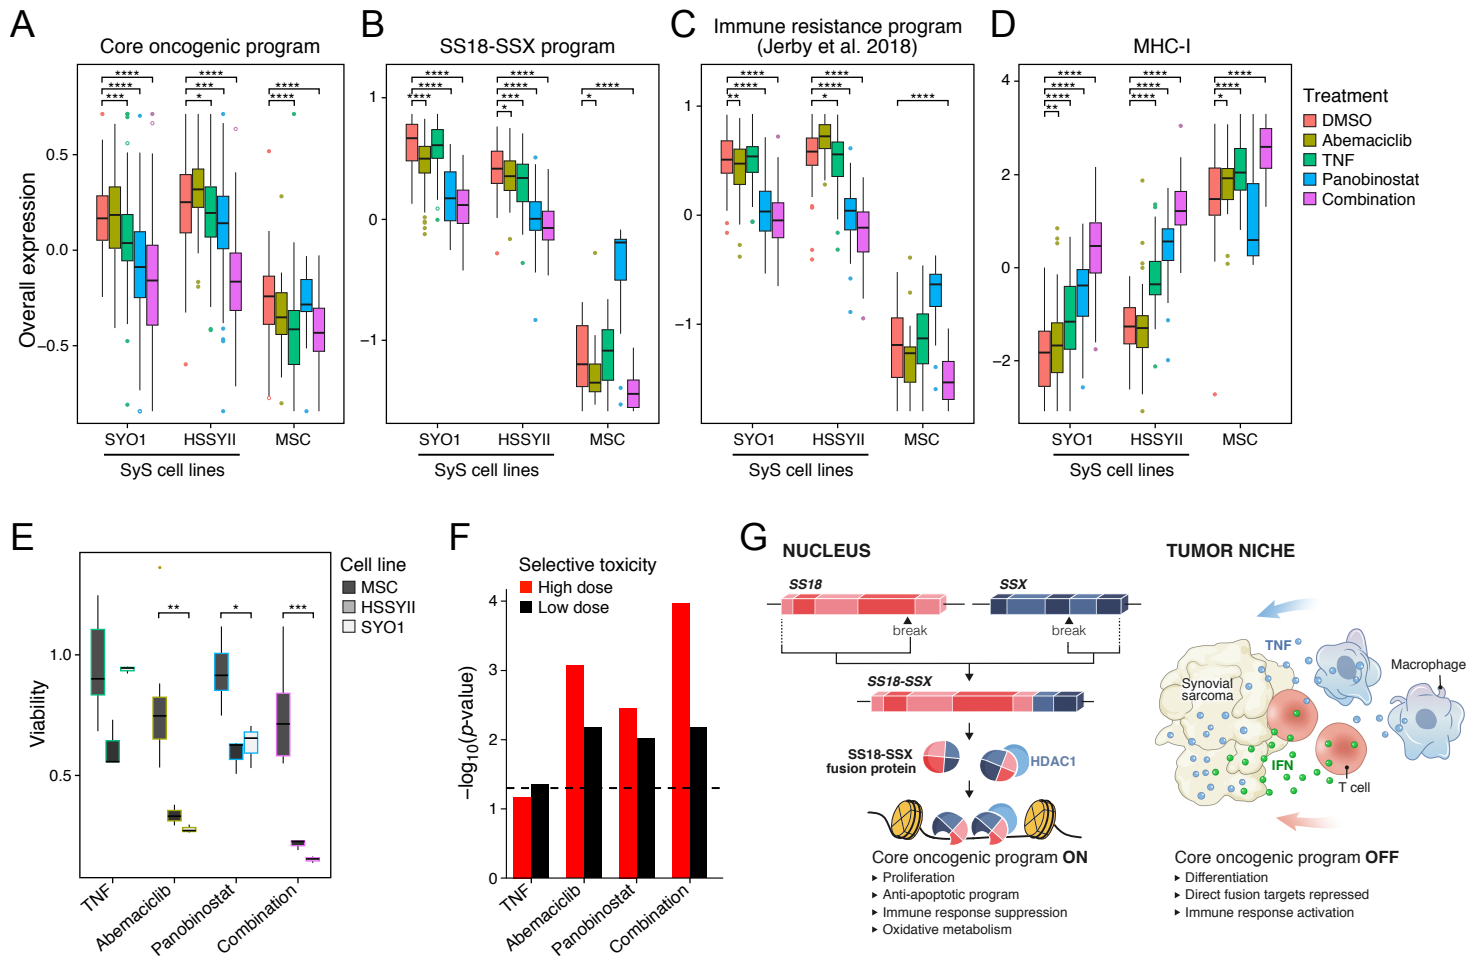 A
Core oncogenic program
Overall expression
0.5
0.0
−0.5
****
****
***
****
***
*
****
****
SYO1
HSSYII
MSC
SyS cell lines
B
SS18-SSX program
1
0
−1
****
****
****
****
****
***
*
****
*
SYO1
HSSYII
MSC
SyS cell lines
C
Immune resistance program
(Jerby et al. 2018)
1
0
−1
****
****
**
****
****
*
****
SYO1
HSSYII
MSC
SyS cell lines
D
MHC-I
4
2
0
−2
****
****
****
**
****
****
****
****
****
*
SYO1
HSSYII
MSC
SyS cell lines
Treatment
DMSO
Abemaciclib
TNF
Panobinostat
Combination
E
Viability
1.0
0.5
**
*
***
TNF
Abemaciclib
Panobinostat
Combination
Cell line
MSC
HSSYII
SYO1
F
Selective toxicity
High dose
Low dose
−log10(p-value)
4
3
2
1
0
TNF
Abemaciclib
Panobinostat
Combination
G
NUCLEUS
SS18
SSX
break
break
SS18-SSX
SS18-SSX
fusion protein
HDAC1
Core oncogenic program ON
▸ Proliferation
▸ Anti-apoptotic program
▸ Immune response suppression
▸ Oxidative metabolism
TUMOR NICHE
TNF
Macrophage
Synovial
sarcoma
IFN
T cell
Core oncogenic program OFF
▸ Differentiation
▸ Direct fusion targets repressed
▸ Immune response activation